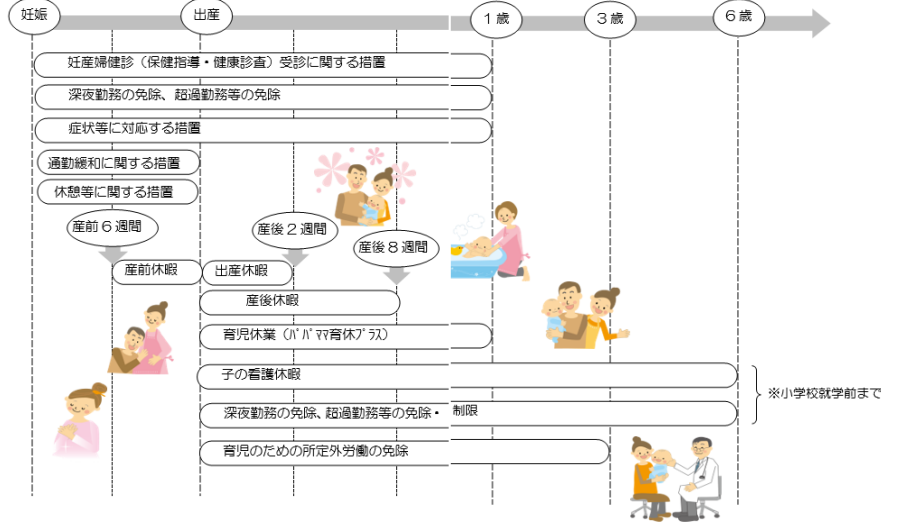 妊娠
出産
1歳
3歳
6歳
妊産婦健診（保健指導・健康診査）受診に関する措置
深夜勤務の免除、超過勤務等の免除
症状等に対応する措置
通勤緩和に関する措置
休憩等に関する措置
産前６週間
産後２週間
産後８週間
産前休暇
出産休暇
産後休暇
育児休業（ﾊﾟﾊﾟﾏﾏ育休ﾌﾟﾗｽ）
子の看護休暇
※小学校就学前まで
深夜勤務の免除、超過勤務等の免除・制限
育児のための所定外労働の免除